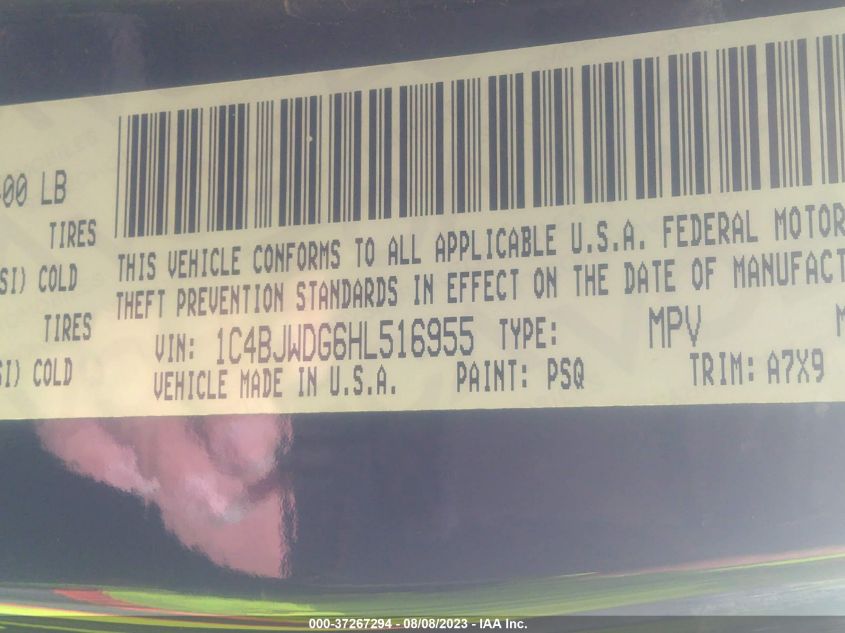 00 LB
TIRES
SI) COLD
TIRES
SI) COLD
THIS VEHICLE CONFORMS TO ALL APPLICABLE U.S.A. FEDERAL MOTOR
THEFT PREVENTION STANDARDS IN EFFECT ON THE DATE OF MANUFACT
VIN: 1C4BJWDG6HL516955 TYPE: MPV M
VEHICLE MADE IN U.S.A. PAINT: PSQ TRIM: A7X9
000-37267294 - 08/08/2023 - IAA Inc.